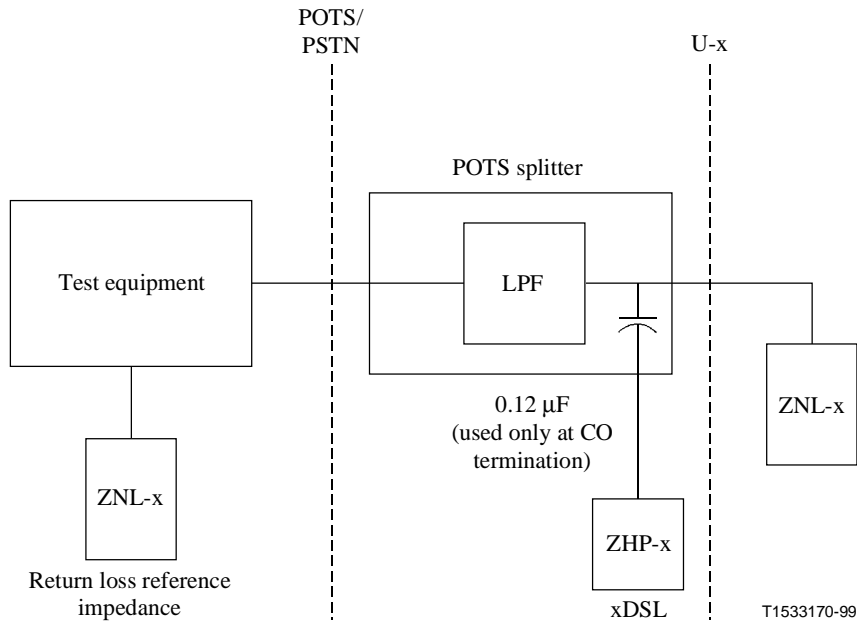 POTS/
PSTN
U-x
POTS splitter
Test equipment
LPF
0.12 μF
(used only at CO
termination)
ZNL-x
ZNL-x
ZHP-x
Return loss reference
impedance
xDSL
T1533170-99